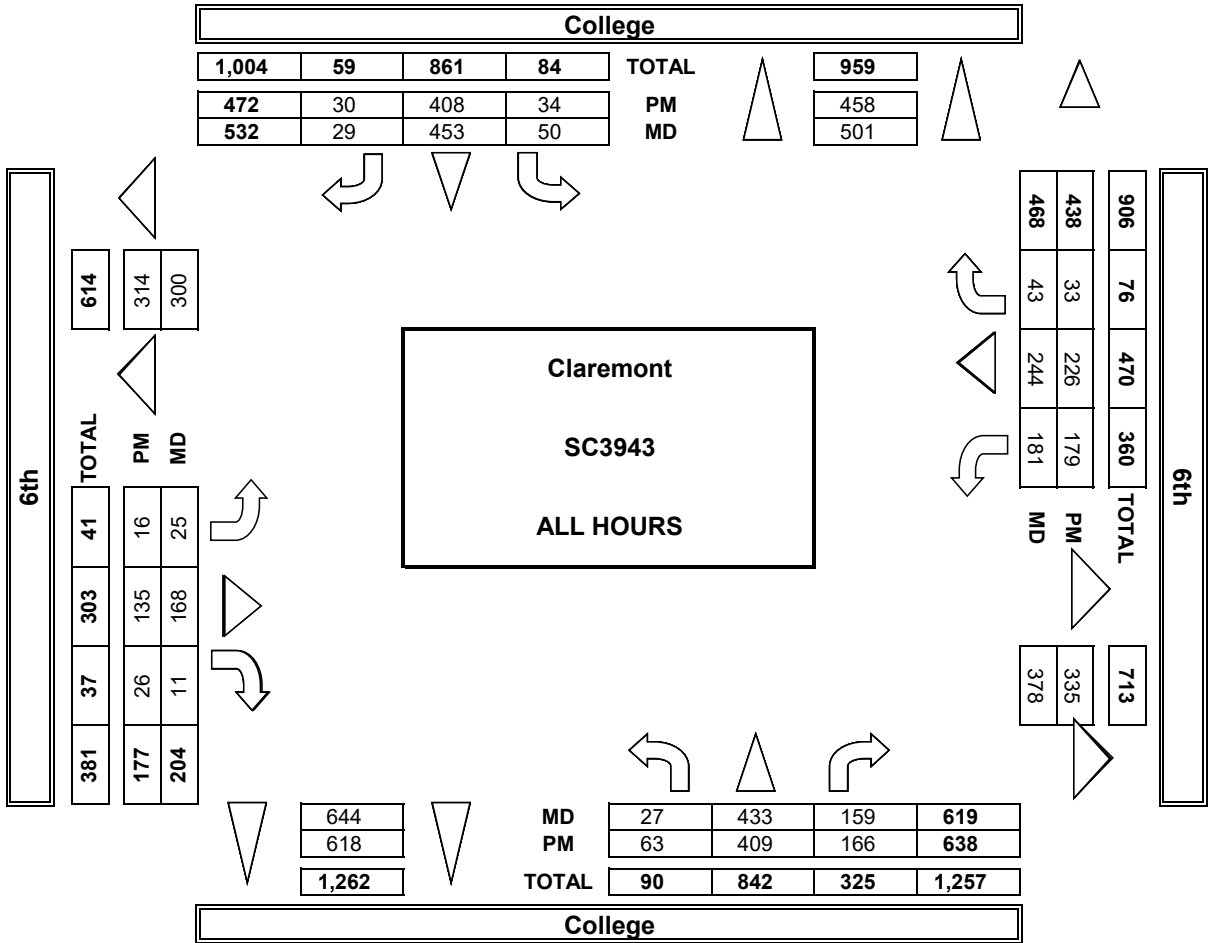 College
1,004 59 861 84 TOTAL 959
472 30 408 34 PM 458
532 29 453 50 MD 501
6th
614 314 300
TOTAL PM MD
41 16 25
303 135 168
37 26 11
381 177 204
Claremont
SC3943
ALL HOURS
468 438 906
43 33 76
244 226 470
181 179 360
MD PM TOTAL
378 335 713
6th
644 MD 27 433 159 619
618 PM 63 409 166 638
1,262 TOTAL 90 842 325 1,257
College